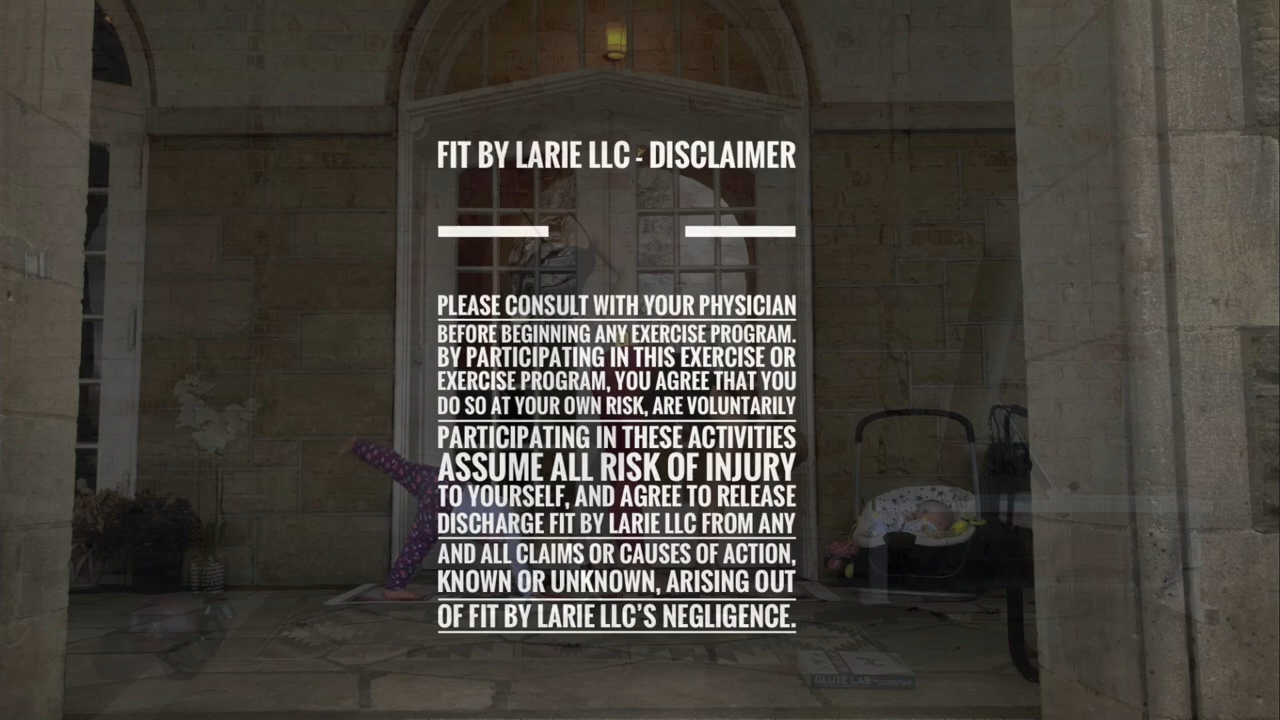 FIT BY LARIE LLC - DISCLAIMER
PLEASE CONSULT WITH YOUR PHYSICIAN
BEFORE BEGINNING ANY EXERCISE PROGRAM.
BY PARTICIPATING IN THIS EXERCISE OR
EXERCISE PROGRAM, YOU AGREE THAT YOU
DO SO AT YOUR OWN RISK, ARE VOLUNTARILY
PARTICIPATING IN THESE ACTIVITIES
ASSUME ALL RISK OF INJURY
TO YOURSELF, AND AGREE TO RELEASE
DISCHARGE FIT BY LARIE LLC FROM ANY
AND ALL CLAIMS OR CAUSES OF ACTION,
KNOWN OR UNKNOWN, ARISING OUT
OF FIT BY LARIE LLC'S NEGLIGENCE.
GLUTE LAB